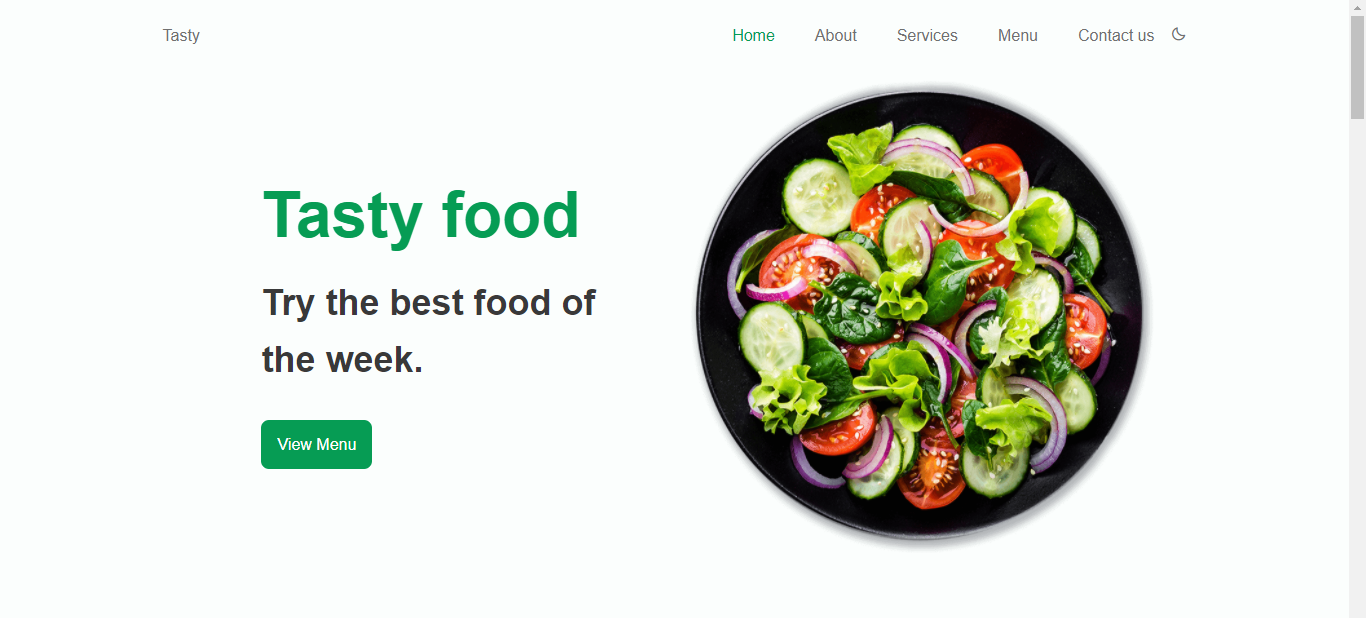 Tasty Home About Services Menu Contact us
Tasty food
Try the best food of
the week.
View Menu